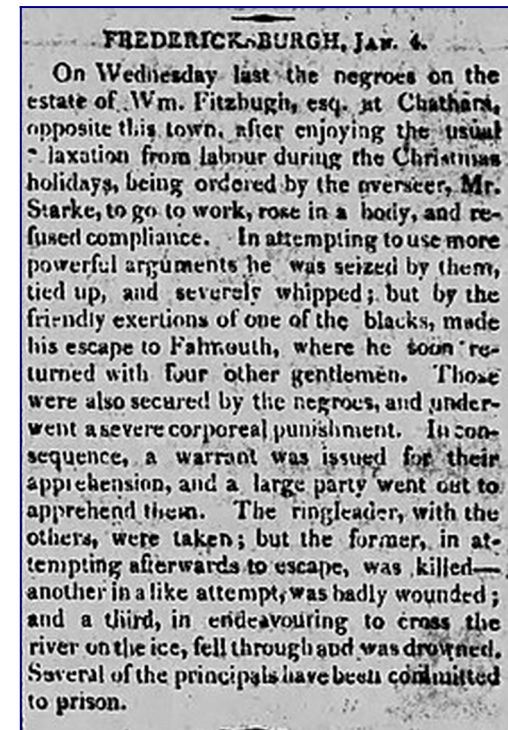 FREDERICKSBURGH, JAN. 4.
On Wednesday last the negroes on the
estate of Wm. Fitzhugh, esq. at Chatham,
opposite this town, after enjoying the usual
laxation from labour during the Christmas
holidays, being ordered by the overseer, Mr.
Starke, to go to work, rose in a body, and re-
fused compliance. In attempting to use more
powerful arguments he was seized by them,
tied up, and severely whipped; but by the
friendly exertions of one of the blacks, made
his escape to Falmouth, where he soon re-
turned with four other gentlemen. Those
were also secured by the negroes, and under-
went a severe corporeal punishment. In con-
sequence, a warrant was issued for their
apprehension, and a large party went out to
apprehend them. The ringleader, with the
others, were taken; but the former, in at-
tempting afterwards to escape, was killed—
another in a like attempt, was badly wounded;
and a third, in endeavouring to cross the
river on the ice, fell through and was drowned.
Several of the principals have been committed
to prison.